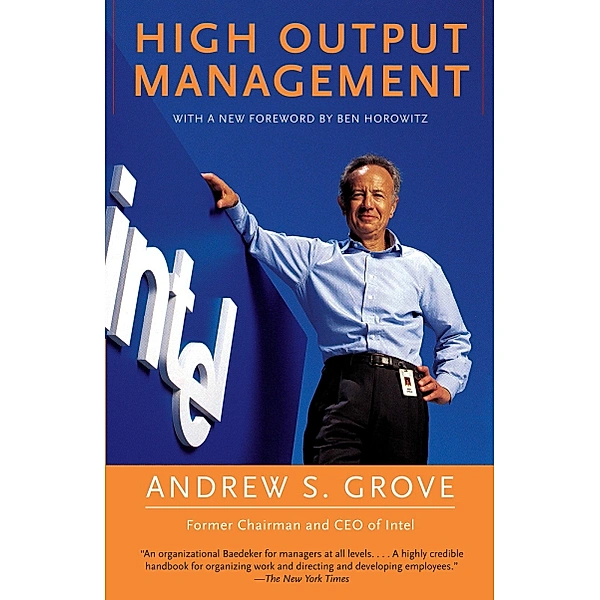 HIGH OUTPUT
MANAGEMENT
WITH A NEW FOREWORD BY BEN HOROWITZ
intel
ANDREW S. GROVE
Former Chairman and CEO of Intel
"An organizational Baedeker for managers at all levels. . . . A highly credible
handbook for organizing work and directing and developing employees."
—The New York Times